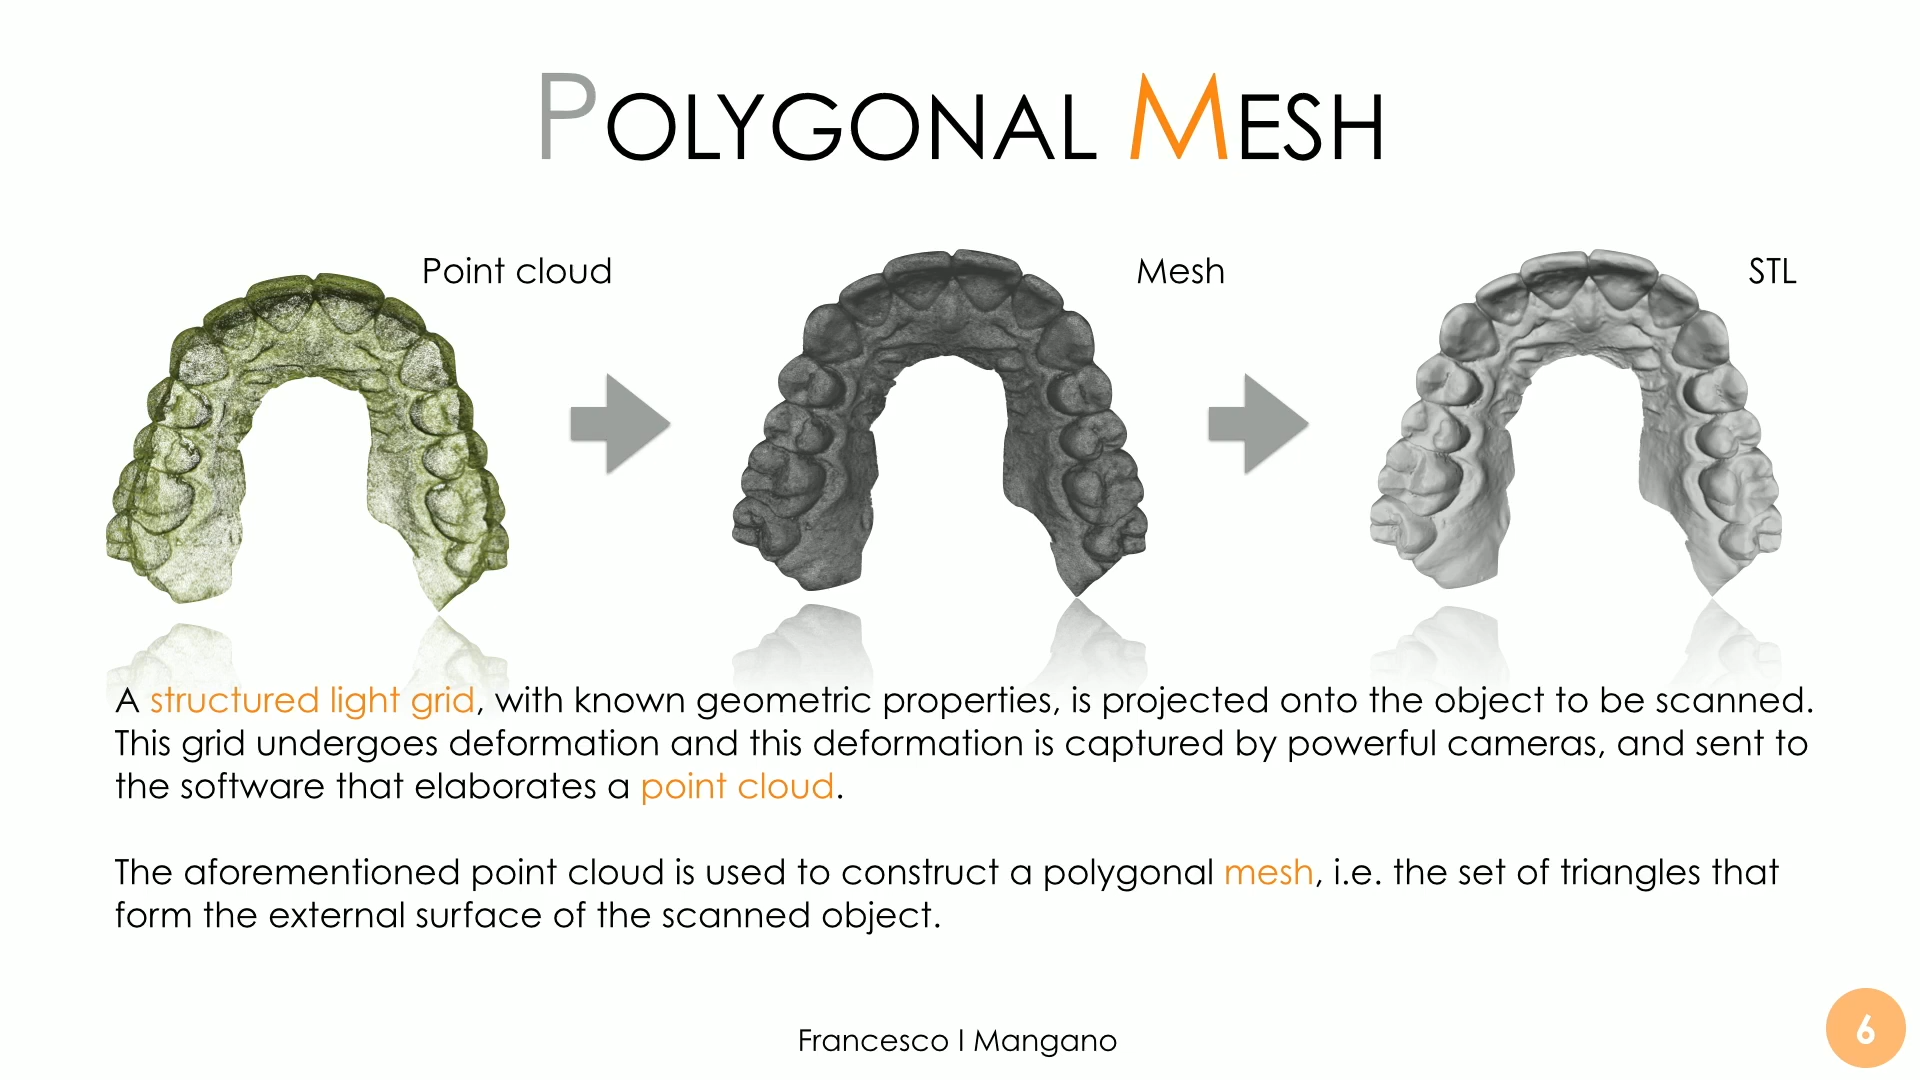 POLYGONAL MESH
Point cloud
Mesh
STL
A structured light grid, with known geometric properties, is projected onto the object to be scanned.
This grid undergoes deformation and this deformation is captured by powerful cameras, and sent to
the software that elaborates a point cloud.
The aforementioned point cloud is used to construct a polygonal mesh, i.e. the set of triangles that
form the external surface of the scanned object.
Francesco I Mangano
6